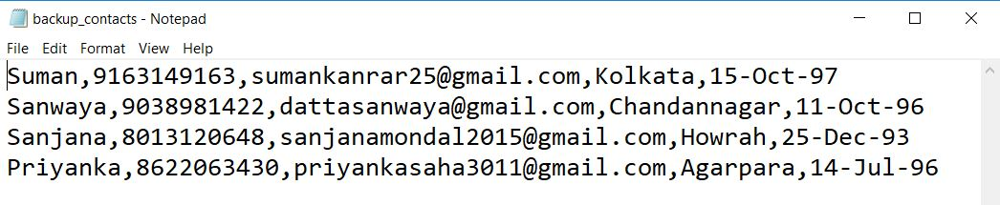 backup_contacts - Notepad
File Edit Format View Help
Suman,9163149163,sumankanrar25@gmail.com,Kolkata,15-Oct-97
Sanwaya,9038981422,dattasanwaya@gmail.com,Chandannagar,11-Oct-96
Sanjana,8013120648,sanjanamondal2015@gmail.com,Howrah,25-Dec-93
Priyanka,8622063430,priyankasaha3011@gmail.com,Agarpara,14-Jul-96